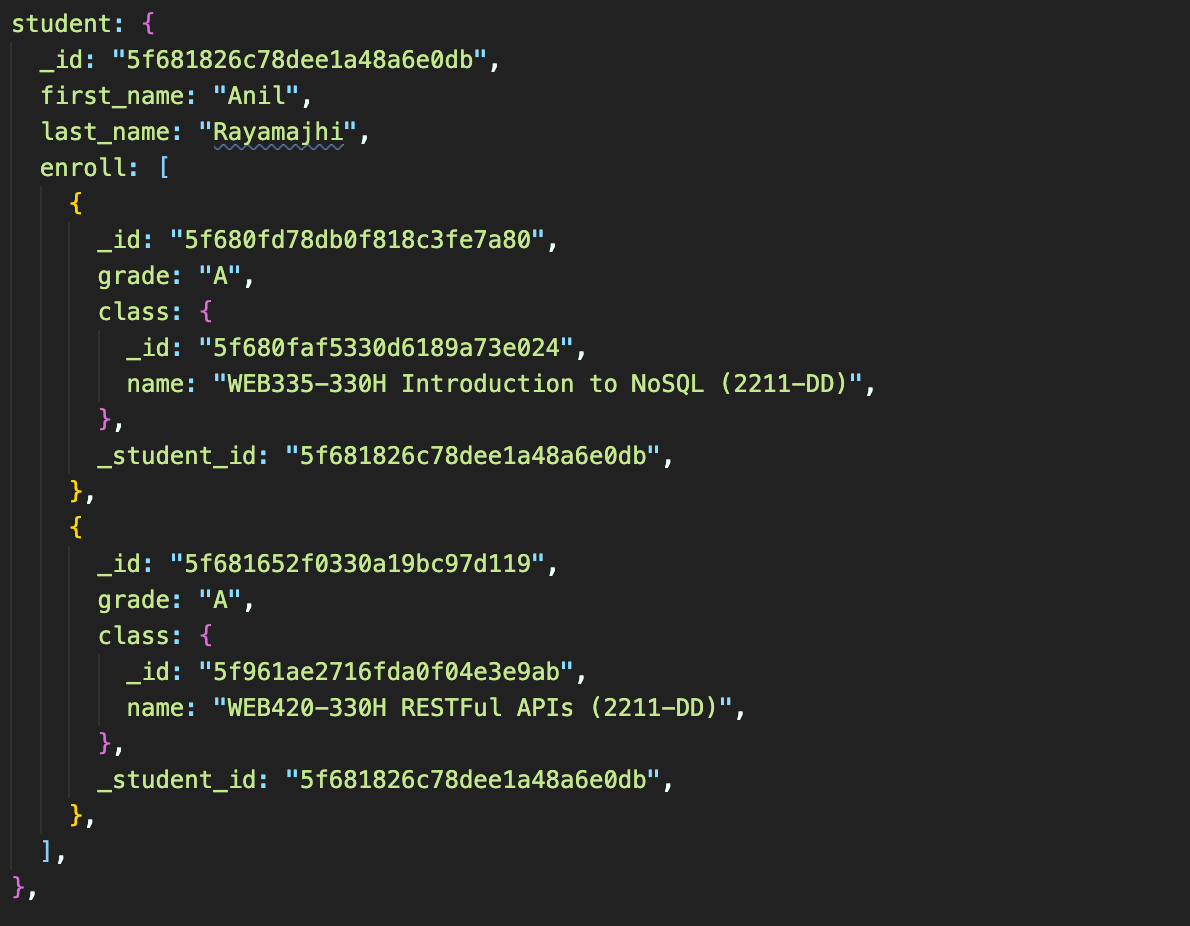 student: {
_id: "5f681826c78dee1a48a6e0db",
first_name: "Anil",
last_name: "Rayamajhi",
enroll: [
{
_id: "5f680fd78db0f818c3fe7a80",
grade: "A",
class: {
_id: "5f680faf5330d6189a73e024",
name: "WEB335-330H Introduction to NoSQL (2211-DD)",
},
_student_id: "5f681826c78dee1a48a6e0db",
},
{
_id: "5f681652f0330a19bc97d119",
grade: "A",
class: {
_id: "5f961ae2716fda0f04e3e9ab",
name: "WEB420-330H RESTFul APIs (2211-DD)",
},
_student_id: "5f681826c78dee1a48a6e0db",
},
],
},